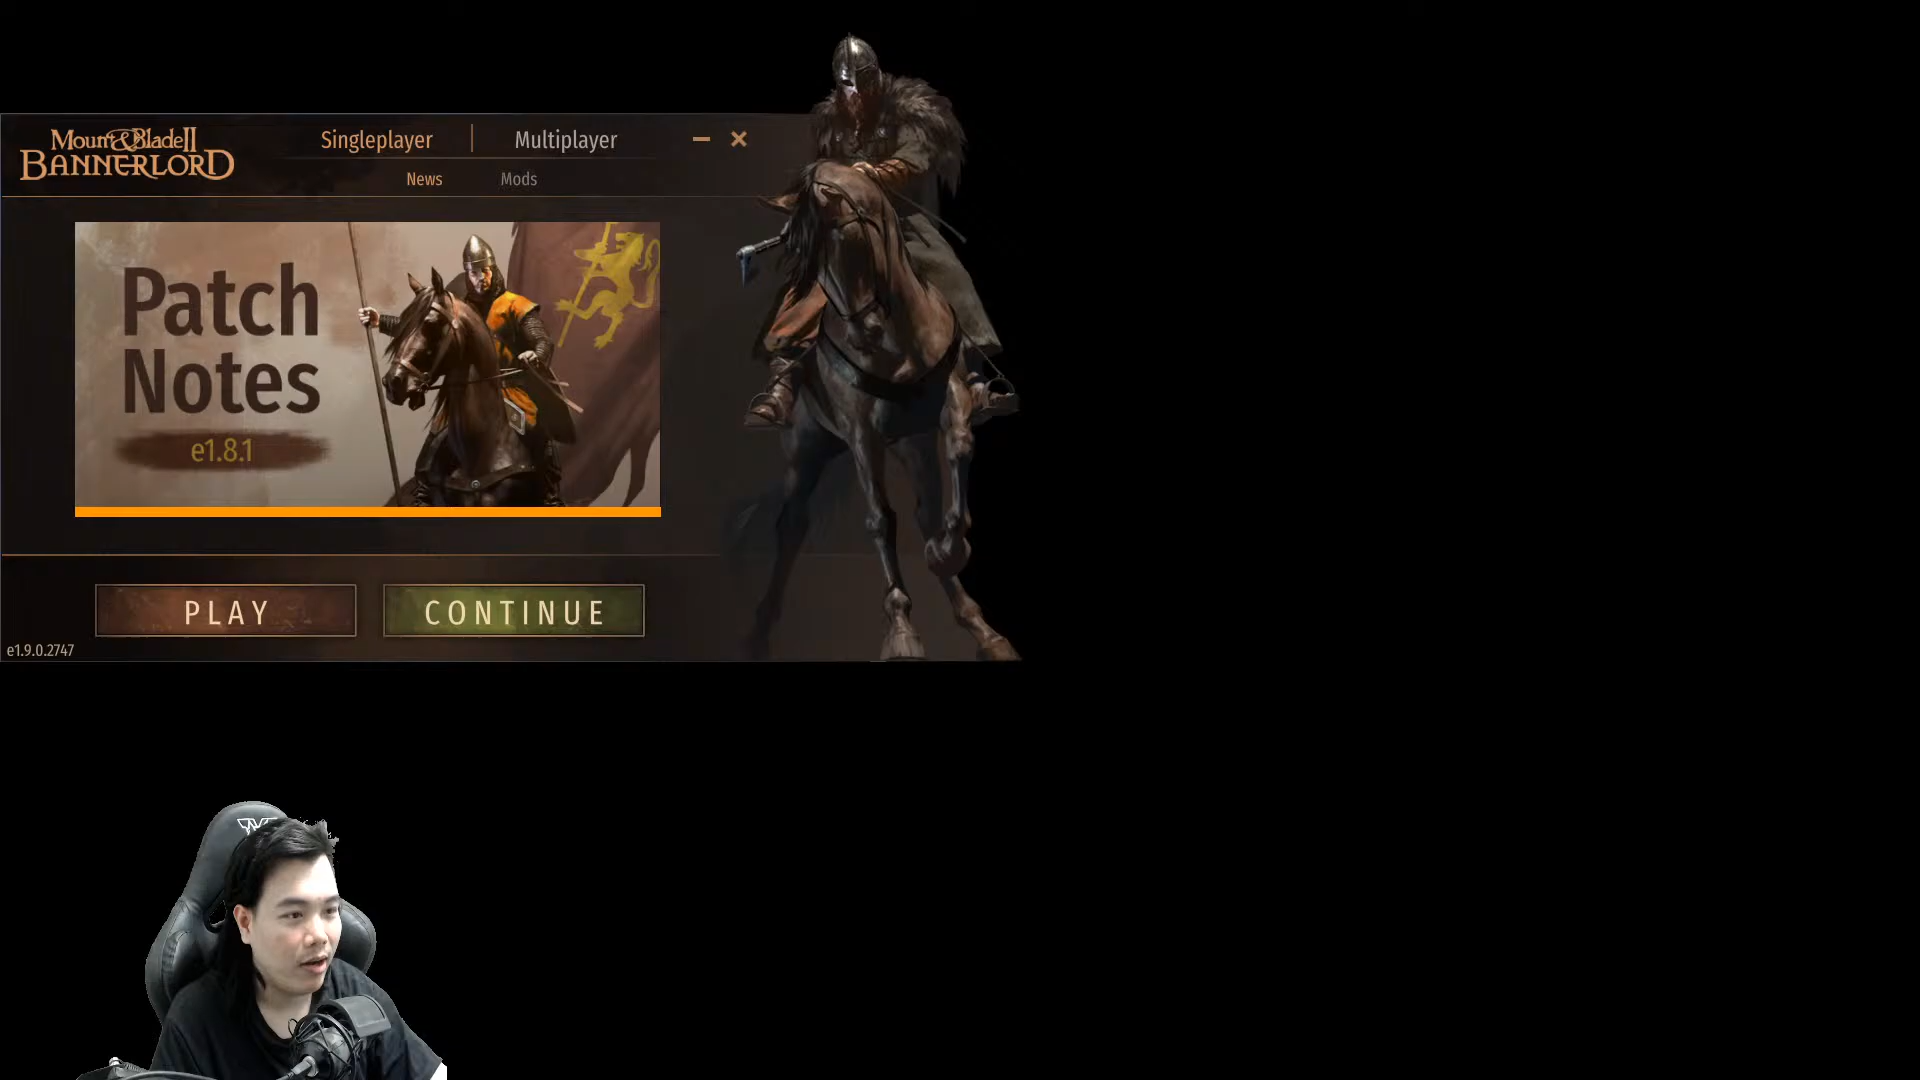 Mount & Blade II
BANNERLORD
Singleplayer
Multiplayer
News
Mods
Patch
Notes
e1.8.1
PLAY
CONTINUE
e1.9.0.2747